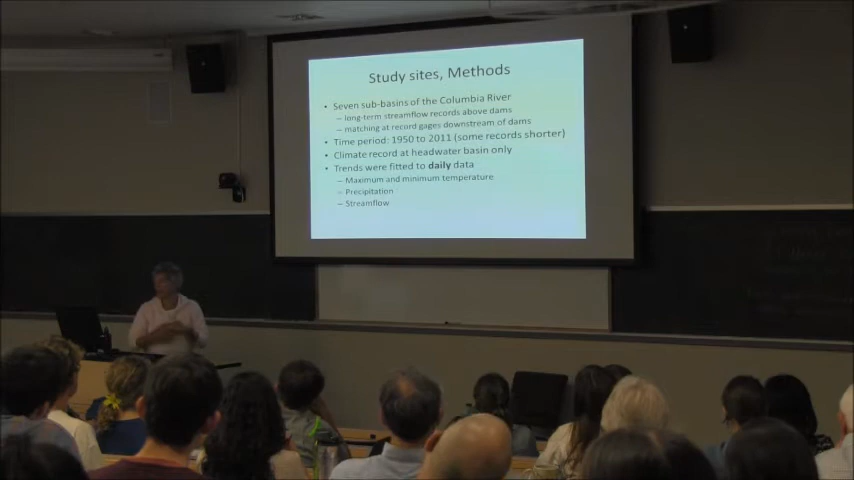 Study sites, Methods
• Seven sub-basins of the Columbia River
– long-term streamflow records above dams
– matching at record gages downstream of dams
• Time period: 1950 to 2011 (some records shorter)
• Climate record at headwater basin only
• Trends were fitted to daily data
– Maximum and minimum temperature
– Precipitation
– Streamflow